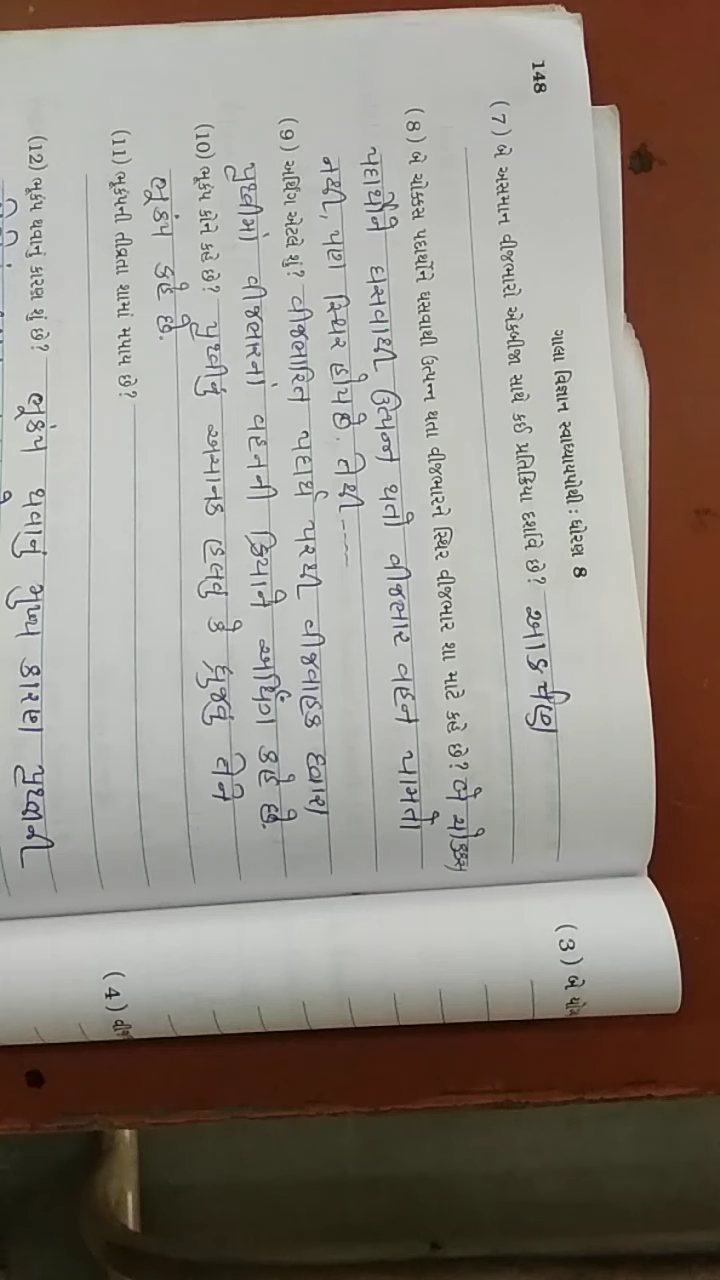 148
ગાલા વિજ્ઞાન સ્વાધ્યાયપોથી : ધોરણ 8
(7) બે અસમાન વીજભારો એકબીજા સાથે કઈ પ્રતિક્રિયા દર્શાવે છે? આકર્ષણ
(8) બે ચોક્કસ પદાર્થોને ઘસવાથી ઉત્પન્ન થતા વીજભારને સ્થિર વીજભાર શા માટે કહે છે? બે ચોક્કસ
પદાર્થોને ઘસવાથી ઉત્પન્ન થતો વીજભાર વહન પામતો
નથી, પણ સ્થિર હોય છે. તેથી ----
(9) અર્થિંગ એટલે શું? વીજભારિત પદાર્થ પરથી વીજવાહક દ્વારા
પૃથ્વીમાં વીજભારનાં વહનની ક્રિયાને અર્થિંગ કહે છે.
(10) ભૂકંપ કોને કહે છે? પૃથ્વીનું અચાનક હલવું કે ધ્રૂજવું તેને
ભૂકંપ કહે છે.
(11) ભૂકંપની તીવ્રતા શામાં મપાય છે?
(12) ભૂકંપ થવાનું કારણ શું છે? ભૂકંપ થવાનું મુખ્ય કારણ પૃથ્વીની
(3) બે
(4)